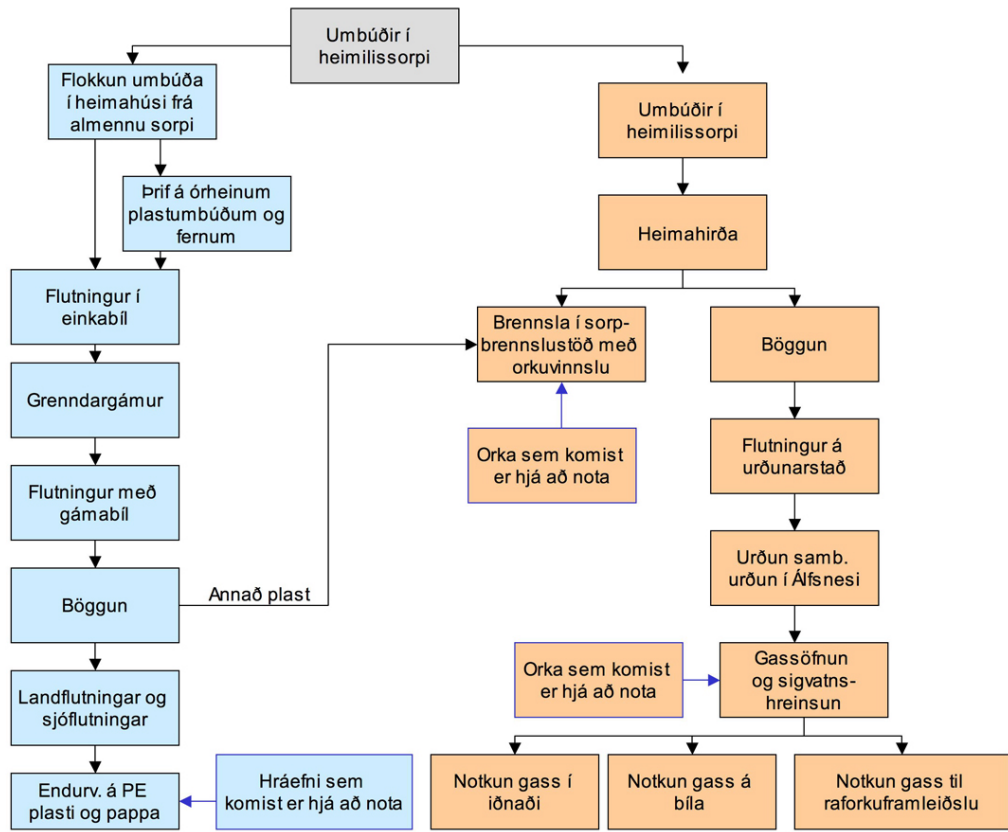 Umbúðir í
heimilissorpi
Flokkun umbúða
í heimahúsi frá
almennu sorpi
Þrif á órheinum
plastumbúðum og
fernum
Flutningur í
einkabíl
Grenndargámur
Flutningur með
gámabíl
Böggun
Annað plast
Landflutningar og
sjóflutningar
Endurv. á PE
plasti og pappa
Hráefni sem
komist er hjá að nota
Umbúðir í
heimilissorpi
Heimahirða
Brennsla í sorp-
brennslustöð með
orkuvinnslu
Orka sem komist
er hjá að nota
Böggun
Flutningur á
urðunarstað
Urðun samb.
urðun í Álfsnesi
Orka sem komist
er hjá að nota
Gassöfnun
og sigvatns-
hreinsun
Notkun gass í
iðnaði
Notkun gass á
bíla
Notkun gass til
raforkuframleiðslu